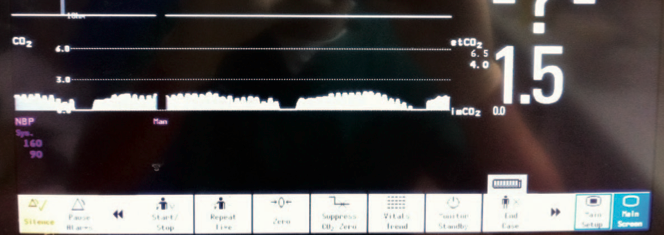 -?-
CO2
6.0
3.0
etCO2
6.5
4.0
1.5
imCO2
0.0
NBP
Sys.
160
90
Man
Silence
Pause
Alarms
Start/
Stop
Repeat
Time
Zero
Suppress
CO2 Zero
Vitals
Trend
Monitor
Standby
End
Case
Main
Setup
Main
Screen